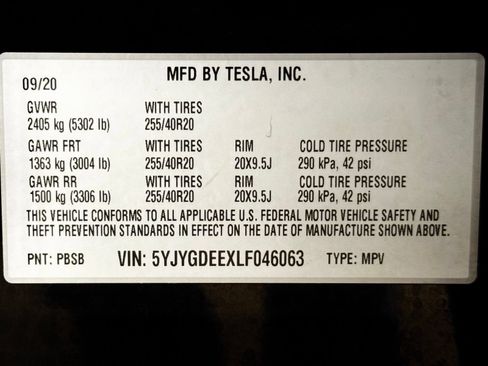 MFD BY TESLA, INC.
09/20
GVWR WITH TIRES
2405 kg (5302 lb) 255/40R20
GAWR FRT WITH TIRES RIM COLD TIRE PRESSURE
1363 kg (3004 lb) 255/40R20 20X9.5J 290 kPa, 42 psi
GAWR RR WITH TIRES RIM COLD TIRE PRESSURE
1500 kg (3306 lb) 255/40R20 20X9.5J 290 kPa, 42 psi
THIS VEHICLE CONFORMS TO ALL APPLICABLE U.S. FEDERAL MOTOR VEHICLE SAFETY AND
THEFT PREVENTION STANDARDS IN EFFECT ON THE DATE OF MANUFACTURE SHOWN ABOVE.
PNT: PBSB VIN: 5YJYGDEEXLF046063 TYPE: MPV